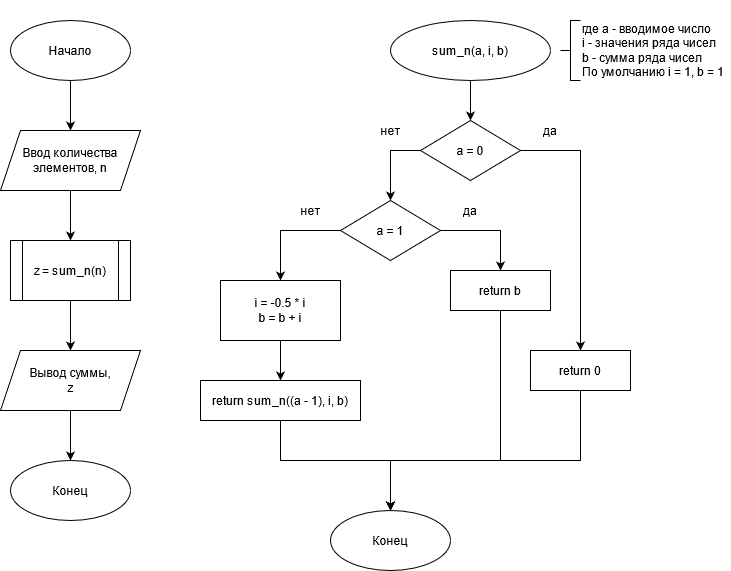 Начало
Ввод количества
элементов, n
z = sum_n(n)
Вывод суммы,
z
Конец
sum_n(a, i, b)
где a - вводимое число
i - значения ряда чисел
b - сумма ряда чисел
По умолчанию i = 1, b = 1
нет
да
a = 0
нет
да
a = 1
i = -0.5 * i
b = b + i
return b
return 0
return sum_n((a - 1), i, b)
Конец